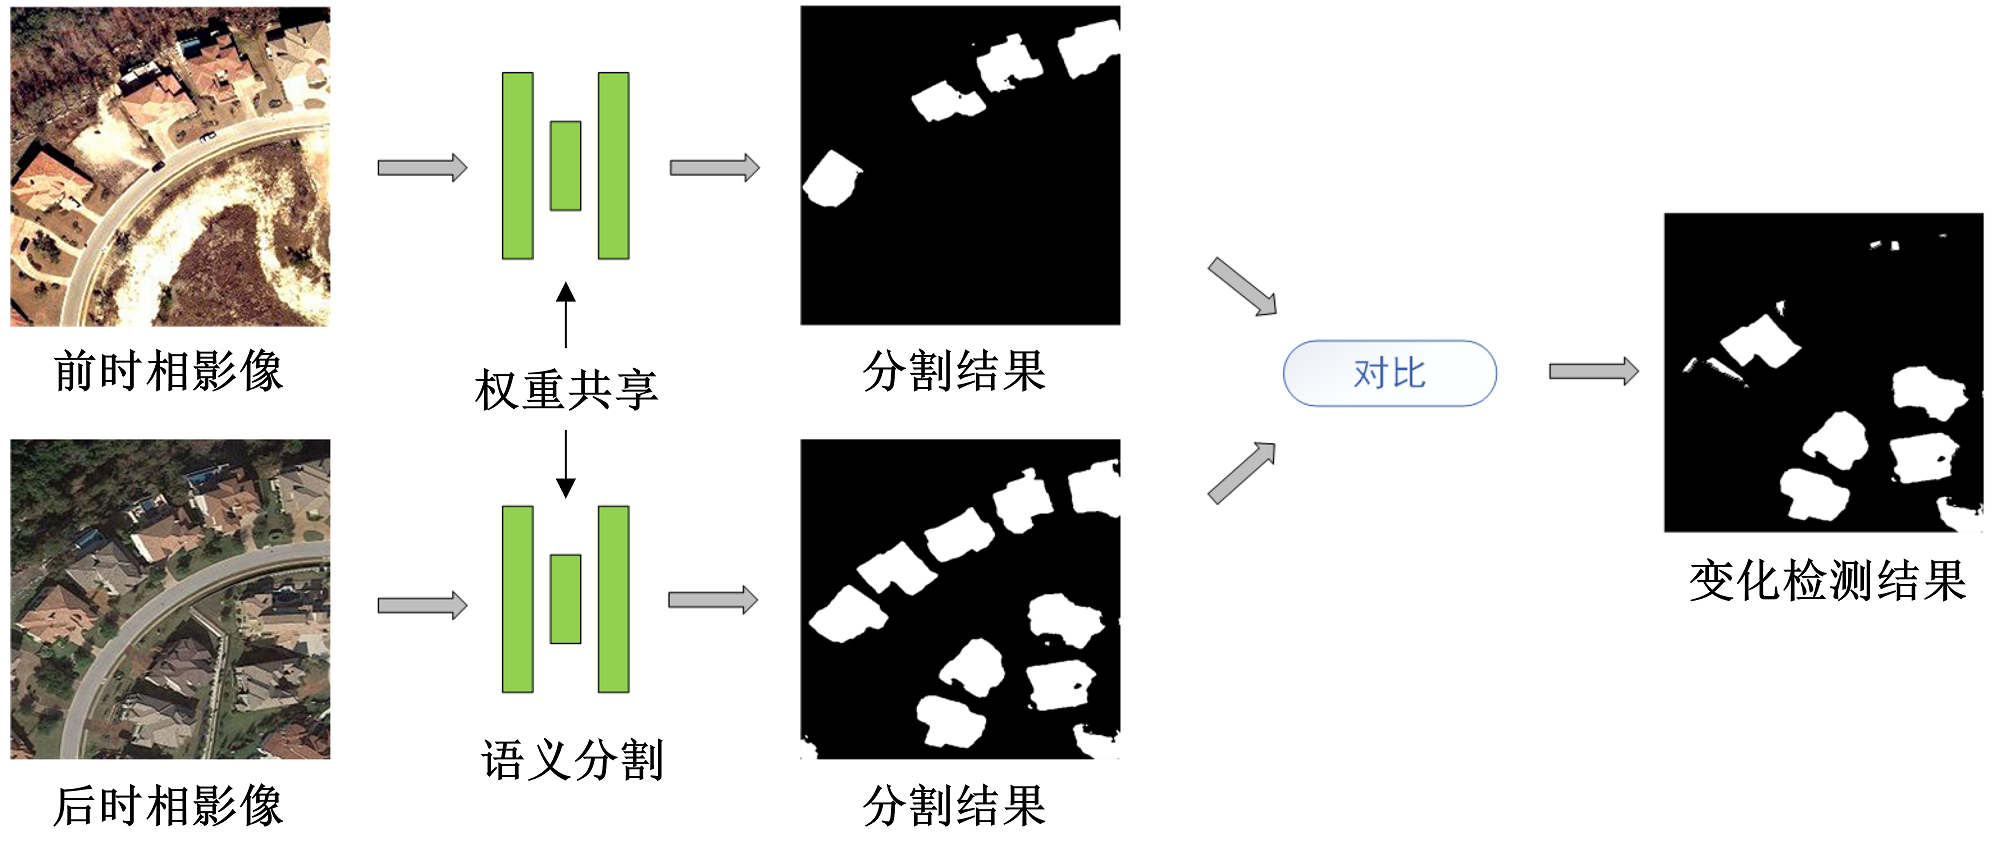 前时相影像
权重共享
分割结果
对比
变化检测结果
语义分割
后时相影像
分割结果